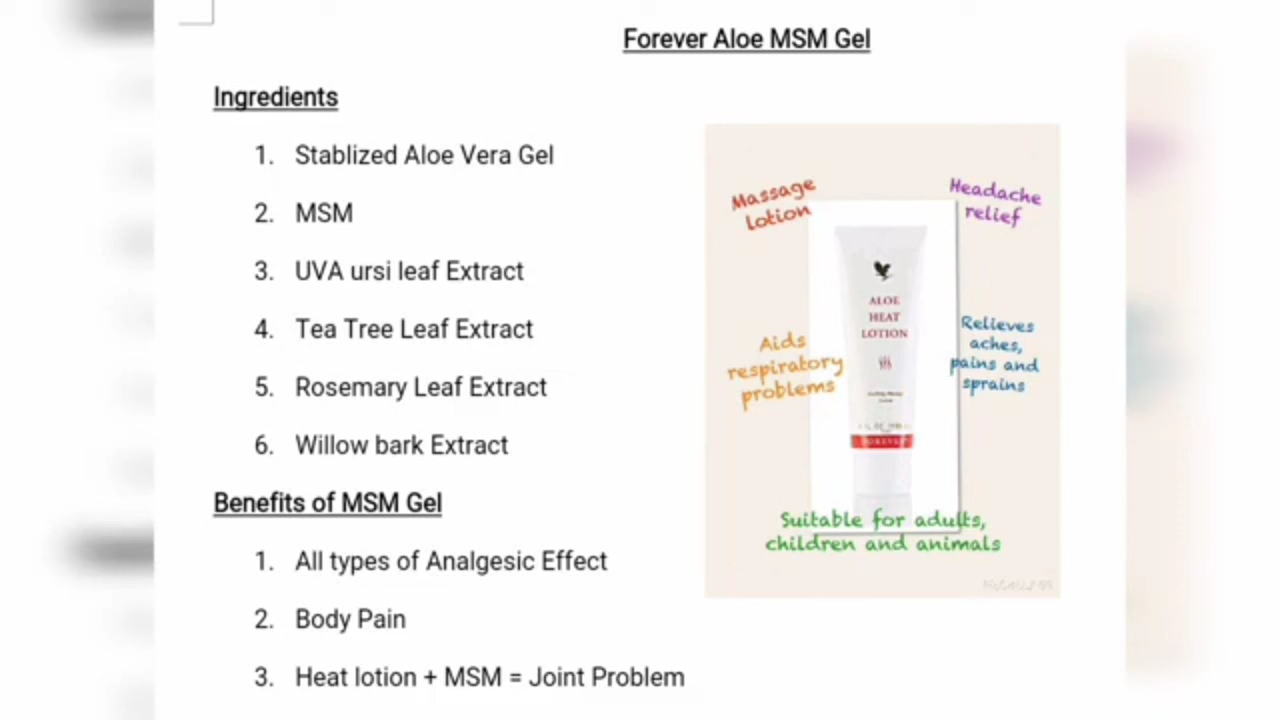 Forever Aloe MSM Gel
Ingredients
1. Stablized Aloe Vera Gel
2. MSM
3. UVA ursi leaf Extract
4. Tea Tree Leaf Extract
5. Rosemary Leaf Extract
6. Willow bark Extract
Benefits of MSM Gel
1. All types of Analgesic Effect
2. Body Pain
3. Heat lotion + MSM = Joint Problem
Massage
lotion
Headache
relief
Aids
respiratory
problems
Relieves
aches,
pains and
sprains
ALOE
HEAT
LOTION
FOREVER
Suitable for adults,
children and animals